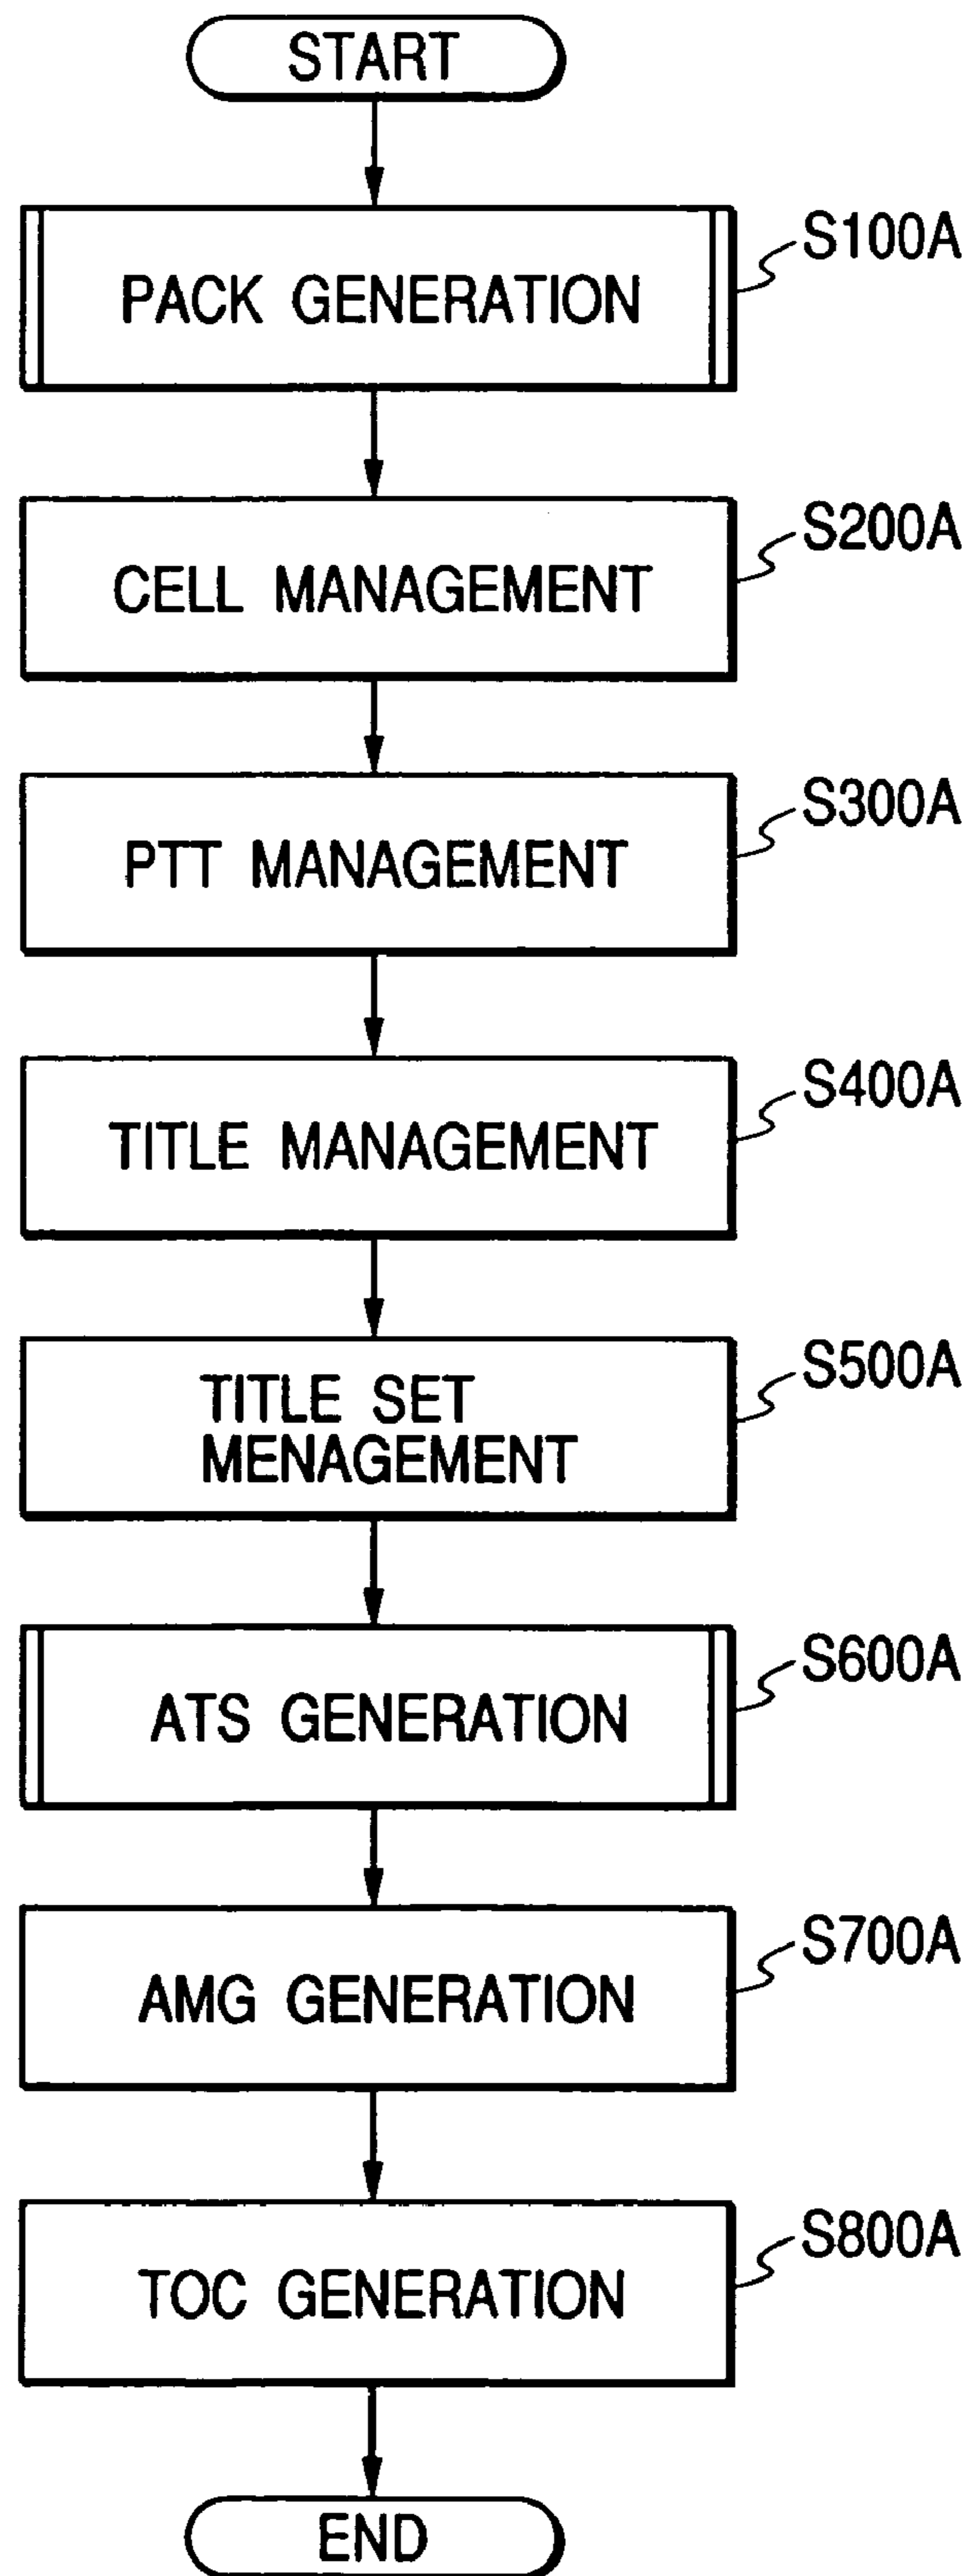 START
PACK GENERATION
S100A
CELL MANAGEMENT
S200A
PTT MANAGEMENT
S300A
TITLE MANAGEMENT
S400A
TITLE SET
MENAGEMENT
S500A
ATS GENERATION
S600A
AMG GENERATION
S700A
TOC GENERATION
S800A
END